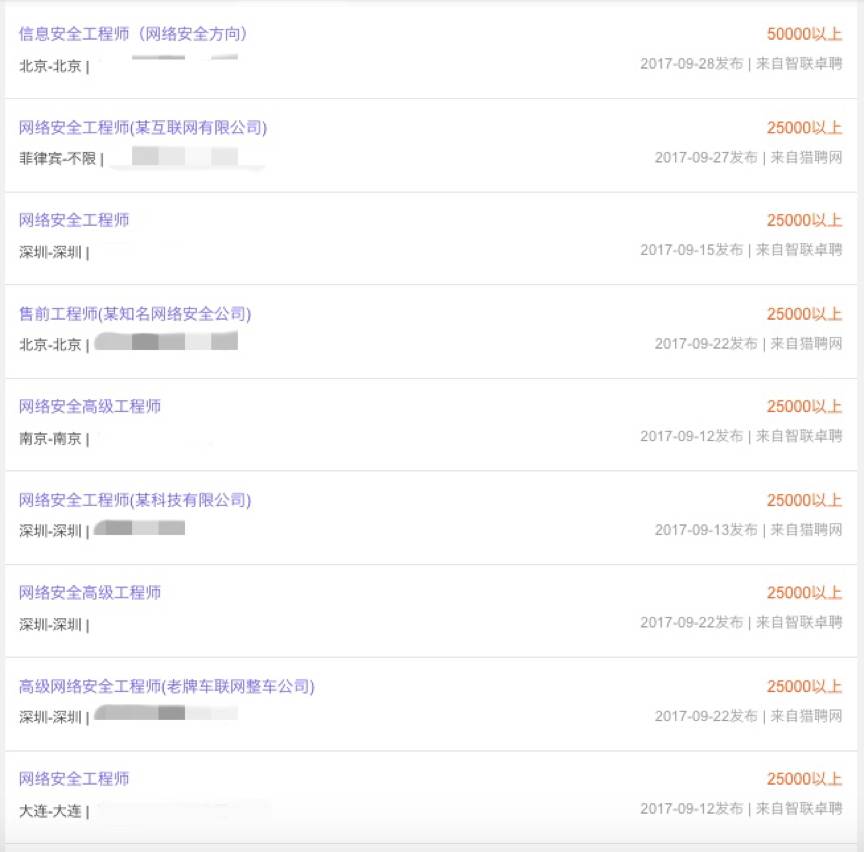 信息安全工程师（网络安全方向）
50000以上
北京-北京 |
2017-09-28发布 | 来自智联卓聘
网络安全工程师(某互联网有限公司)
25000以上
菲律宾-不限 |
2017-09-27发布 | 来自猎聘网
网络安全工程师
25000以上
深圳-深圳 |
2017-09-15发布 | 来自智联卓聘
售前工程师(某知名网络安全公司)
25000以上
北京-北京 |
2017-09-22发布 | 来自猎聘网
网络安全高级工程师
25000以上
南京-南京 |
2017-09-12发布 | 来自智联卓聘
网络安全工程师(某科技有限公司)
25000以上
深圳-深圳 |
2017-09-13发布 | 来自猎聘网
网络安全高级工程师
25000以上
深圳-深圳 |
2017-09-22发布 | 来自智联卓聘
高级网络安全工程师(老牌车联网整车公司)
25000以上
深圳-深圳 |
2017-09-22发布 | 来自猎聘网
网络安全工程师
25000以上
大连-大连 |
2017-09-12发布 | 来自智联卓聘